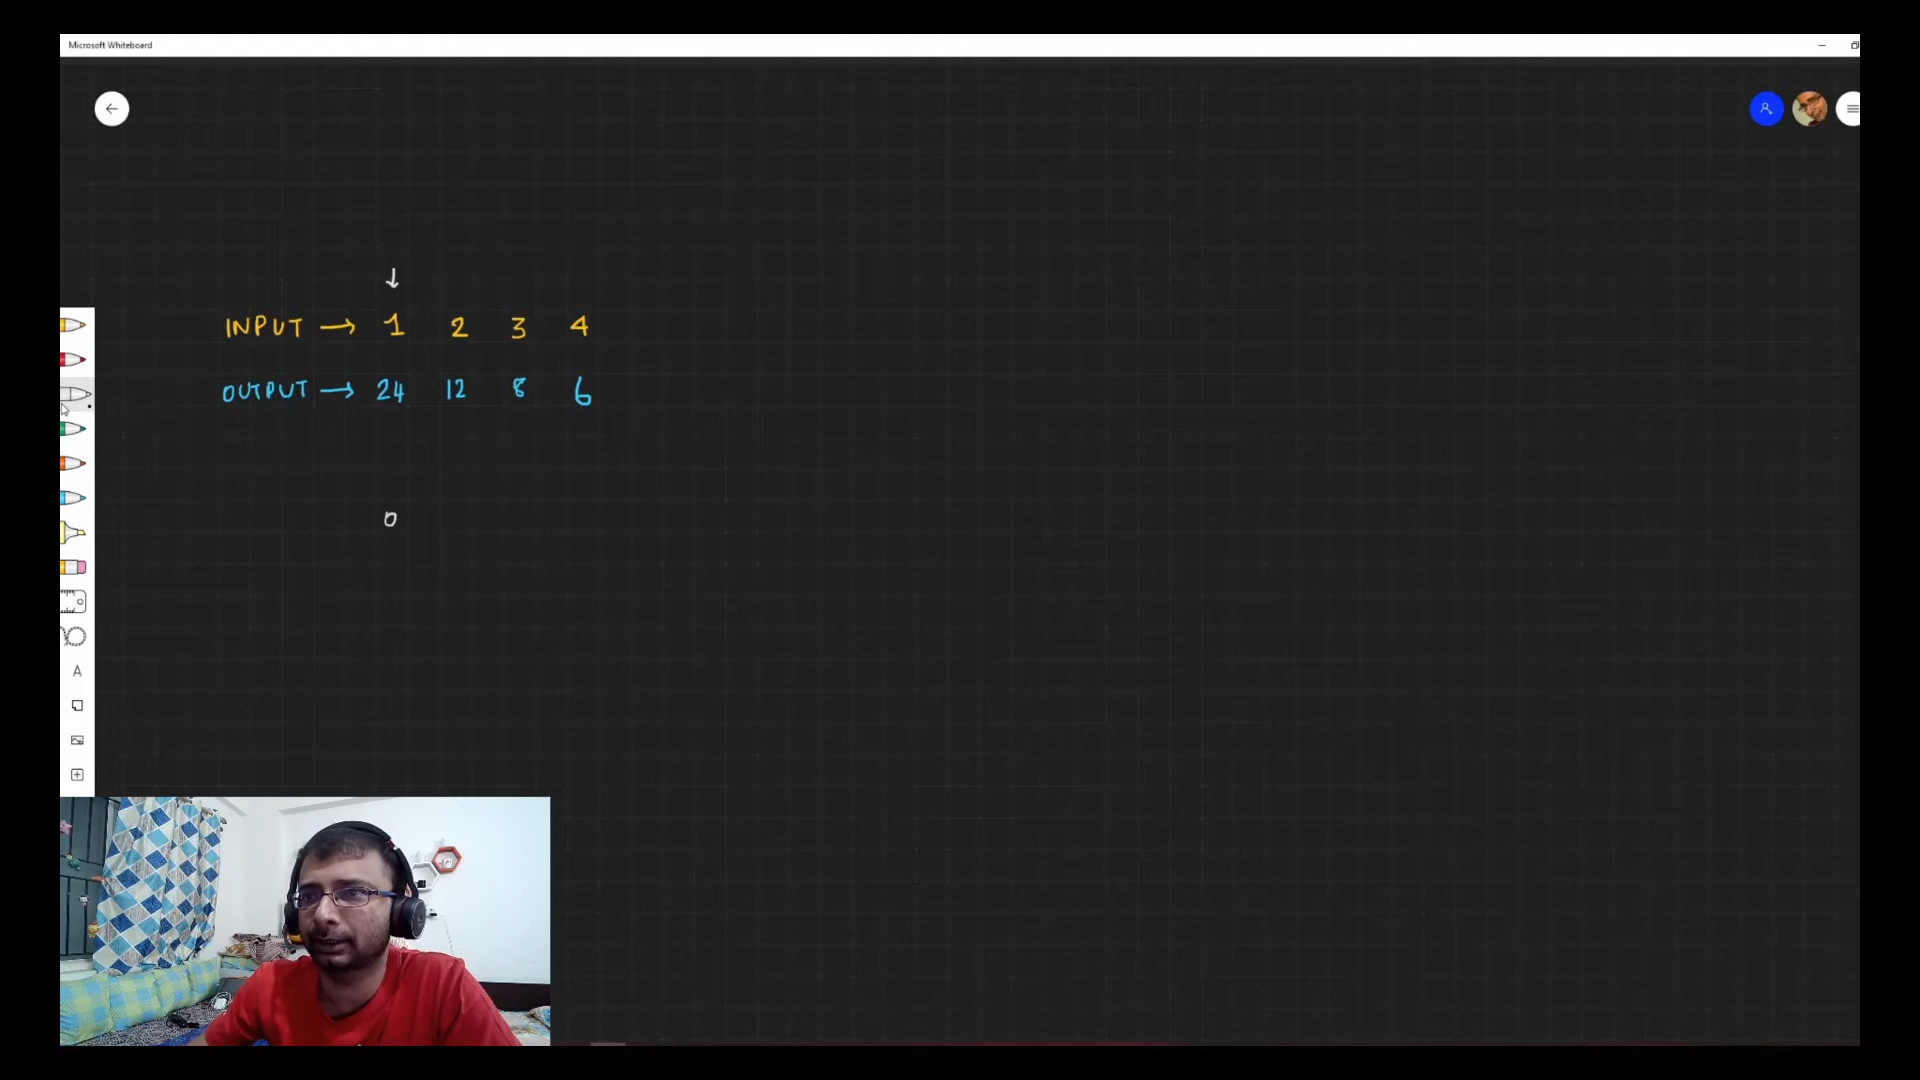 Microsoft Whiteboard
↓
INPUT → 1 2 3 4
OUTPUT → 24 12 8 6
0
A